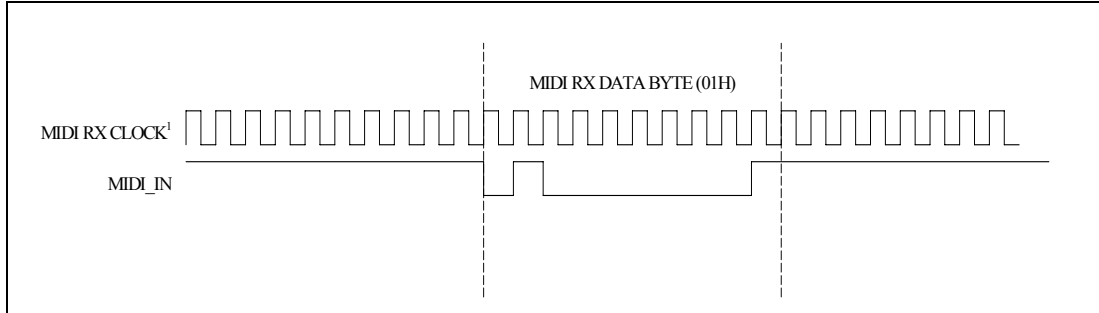 MIDI RX DATA BYTE (01H)
MIDI RX CLOCK¹
MIDI_IN